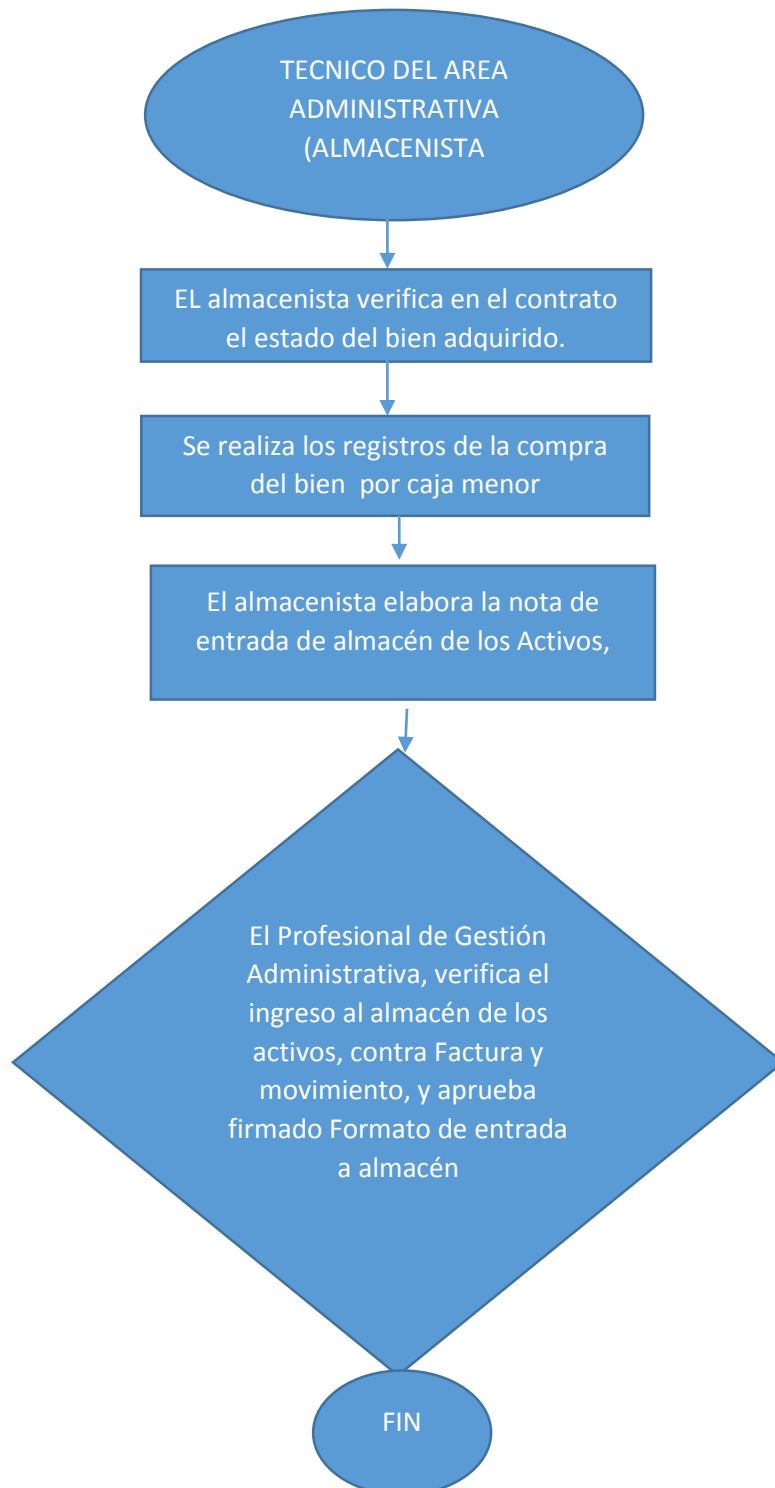 TECNICO DEL AREA
ADMINISTRATIVA
(ALMACENISTA
EL almacenista verifica en el contrato
el estado del bien adquirido.
Se realiza los registros de la compra
del bien  por caja menor
El almacenista elabora la nota de
entrada de almacén de los Activos,
El Profesional de Gestión
Administrativa, verifica el
ingreso al almacén de los
activos, contra Factura y
movimiento, y aprueba
firmado Formato de entrada
a almacén
FIN